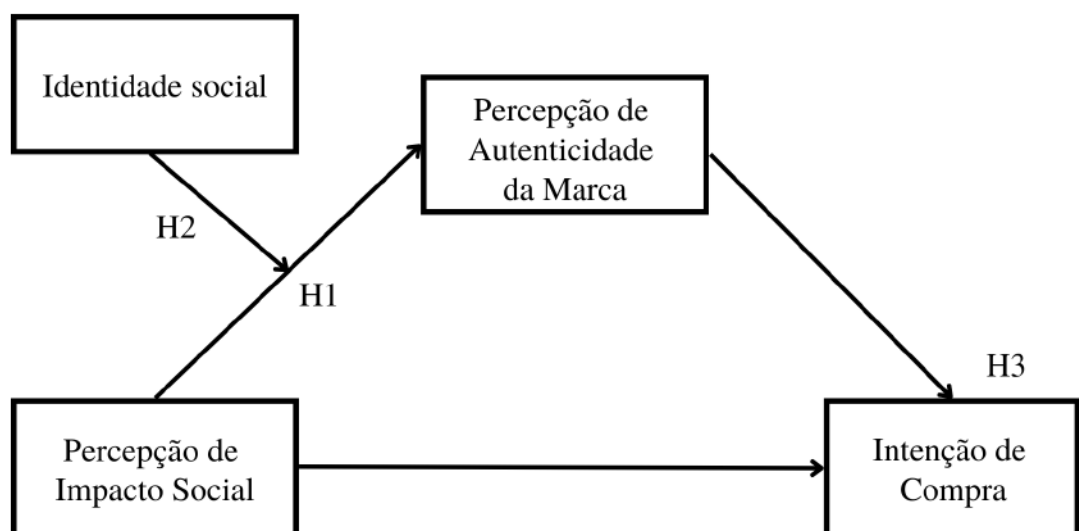 Identidade social
Percepção de
Autenticidade
da Marca
H2
H1
H3
Percepção de
Impacto Social
Intenção de
Compra